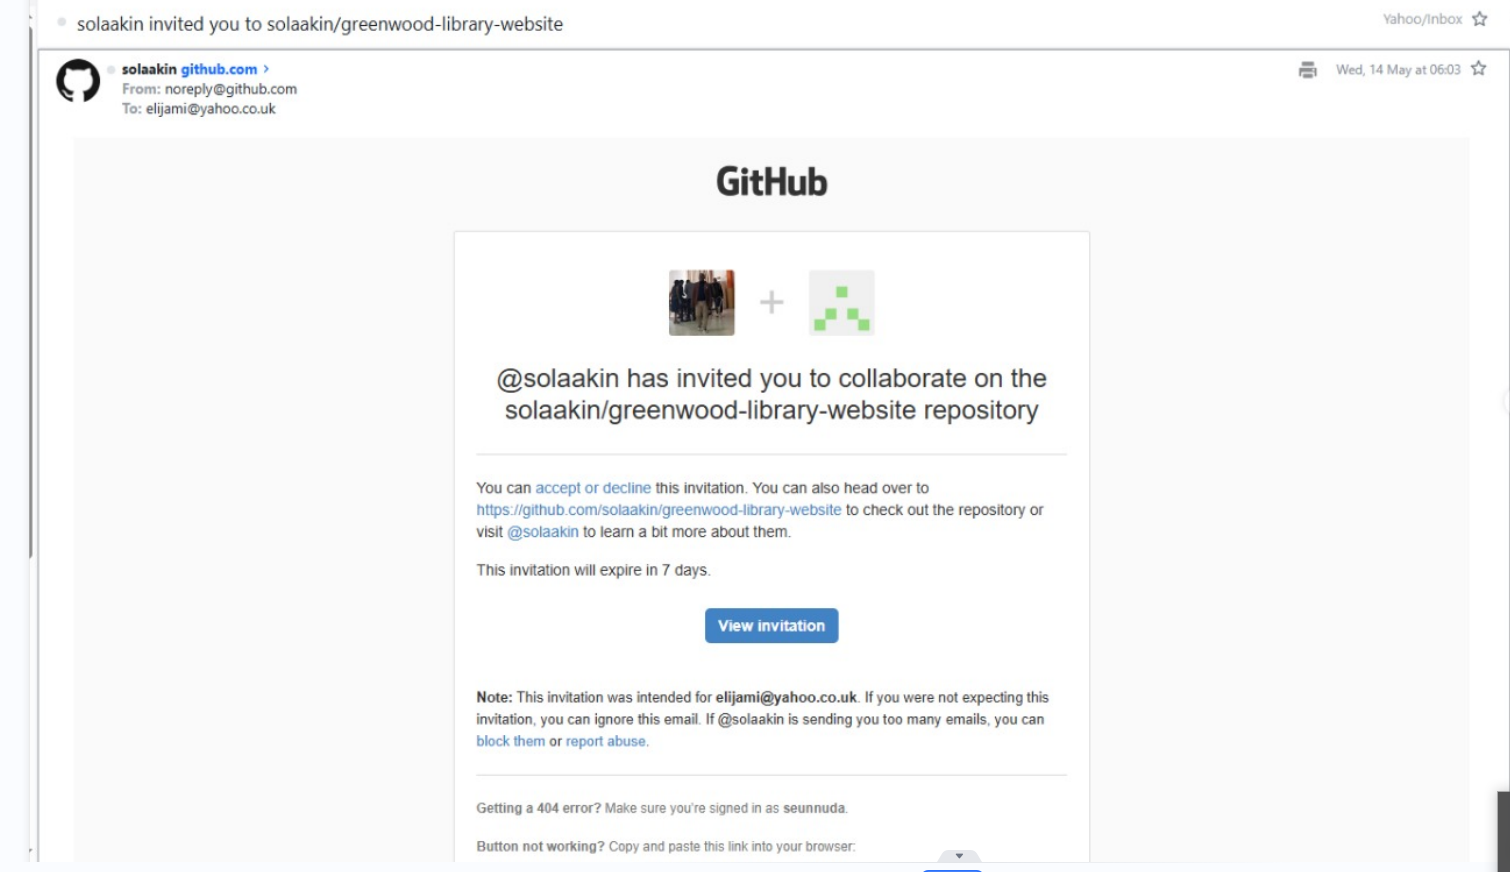 solaakin invited you to solaakin/greenwood-library-website
Yahoo/Inbox
solaakin github.com >
Wed, 14 May at 06:03
From: noreply@github.com
To: elijami@yahoo.co.uk
GitHub
@solaakin has invited you to collaborate on the
solaakin/greenwood-library-website repository
You can accept or decline this invitation. You can also head over to
https://github.com/solaakin/greenwood-library-website to check out the repository or
visit @solaakin to learn a bit more about them.
This invitation will expire in 7 days.
View invitation
Note: This invitation was intended for elijami@yahoo.co.uk. If you were not expecting this
invitation, you can ignore this email. If @solaakin is sending you too many emails, you can
block them or report abuse.
Getting a 404 error? Make sure you're signed in as seunnuda.
Button not working? Copy and paste this link into your browser: